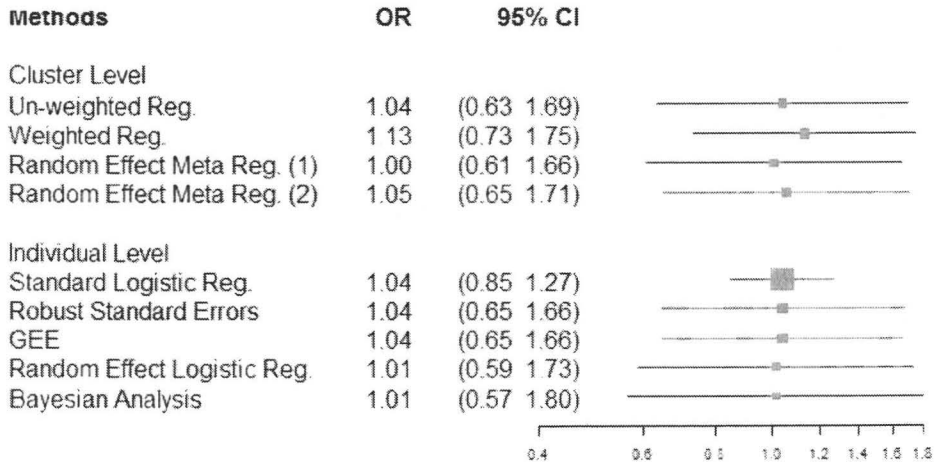 Methods OR 95% CI
Cluster Level
Un-weighted Reg. 1.04 (0.63 1.69)
Weighted Reg. 1.13 (0.73 1.75)
Random Effect Meta Reg. (1) 1.00 (0.61 1.66)
Random Effect Meta Reg. (2) 1.05 (0.65 1.71)
Individual Level
Standard Logistic Reg. 1.04 (0.85 1.27)
Robust Standard Errors 1.04 (0.65 1.66)
GEE 1.04 (0.65 1.66)
Random Effect Logistic Reg. 1.01 (0.59 1.73)
Bayesian Analysis 1.01 (0.57 1.80)
0.4 0.6 0.8 1.0 1.2 1.4 1.6 1.8